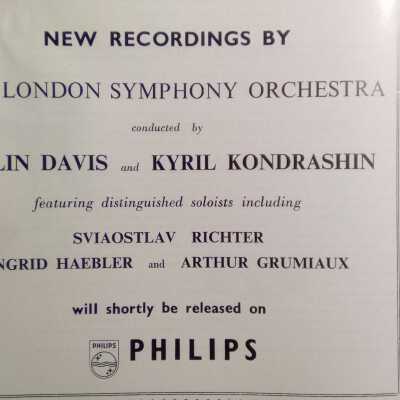 NEW RECORDINGS BY
LONDON SYMPHONY ORCHESTRA
conducted by
LIN DAVIS and KYRIL KONDRASHIN
featuring distinguished soloists including
SVIAOSTLAV RICHTER
NGRID HAEBLER and ARTHUR GRUMIAUX
will shortly be released on
PHILIPS PHILIPS